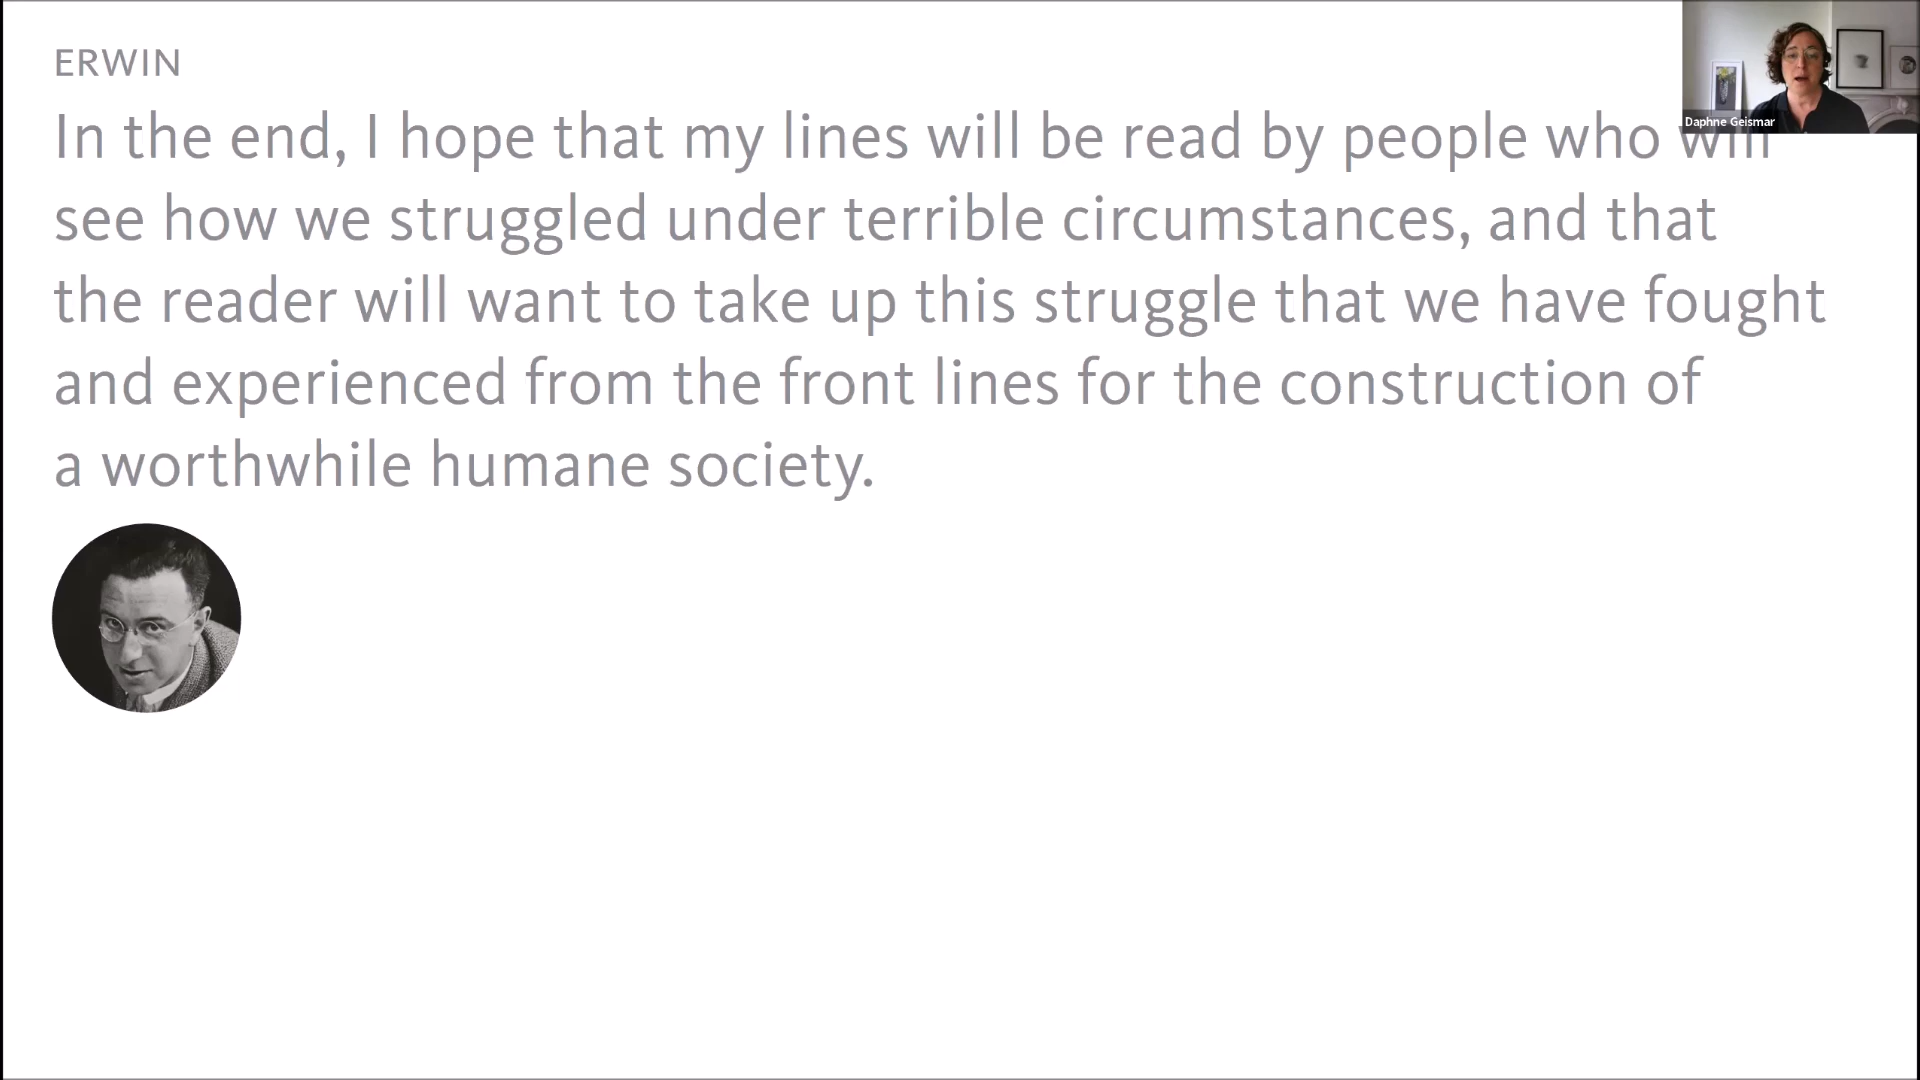 ERWIN
In the end, I hope that my lines will be read by people who will
see how we struggled under terrible circumstances, and that
the reader will want to take up this struggle that we have fought
and experienced from the front lines for the construction of
a worthwhile humane society.
Daphne Geismar